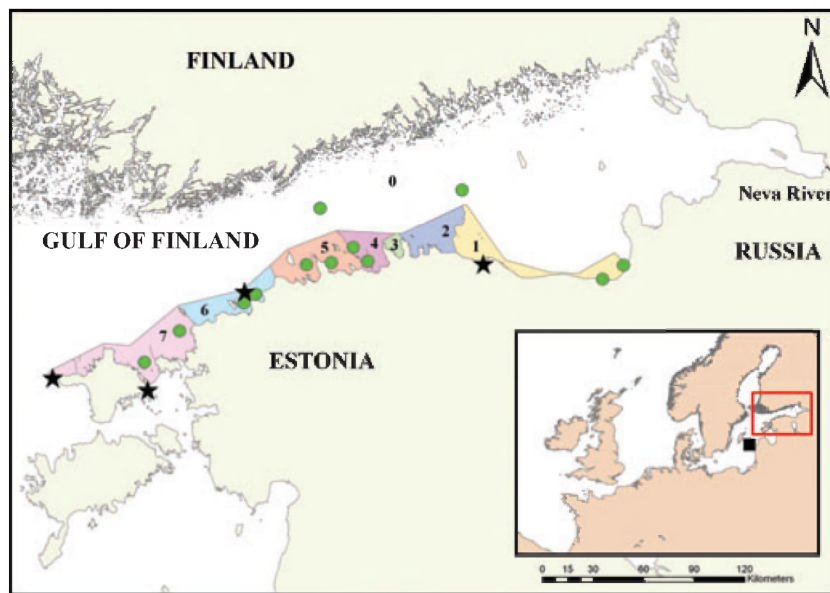 FINLAND
N
0
Neva River
GULF OF FINLAND
RUSSIA
1
2
3
4
5
6
7
ESTONIA
0 15 30 60 90 120
Kilometers